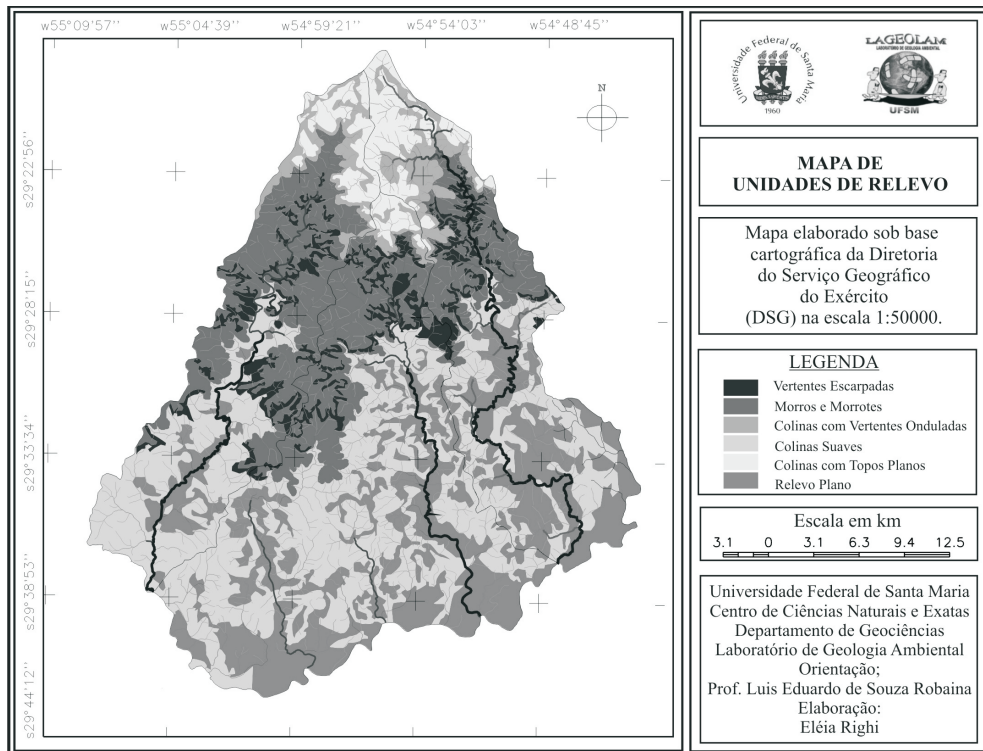 w55°09'57''
w55°04'39''
w54°59'21''
w54°54'03''
w54°48'45''
s29°22'56''
s29°28'15''
s29°33'34''
s29°38'53''
s29°44'12''
N
Universidade Federal de Santa Maria
1960
LAGEOLAM
LABORATÓRIO DE GEOLOGIA AMBIENTAL
UFSM
MAPA DE
UNIDADES DE RELEVO
Mapa elaborado sob base
cartográfica da Diretoria
do Serviço Geográfico
do Exército
(DSG) na escala 1:50000.
LEGENDA
Vertentes Escarpadas
Morros e Morrotes
Colinas com Vertentes Onduladas
Colinas Suaves
Colinas com Topos Planos
Relevo Plano
Escala em km
3.1 0 3.1 6.3 9.4 12.5
Universidade Federal de Santa Maria
Centro de Ciências Naturais e Exatas
Departamento de Geociências
Laboratório de Geologia Ambiental
Orientação;
Prof. Luis Eduardo de Souza Robaina
Elaboração:
Eléia Righi